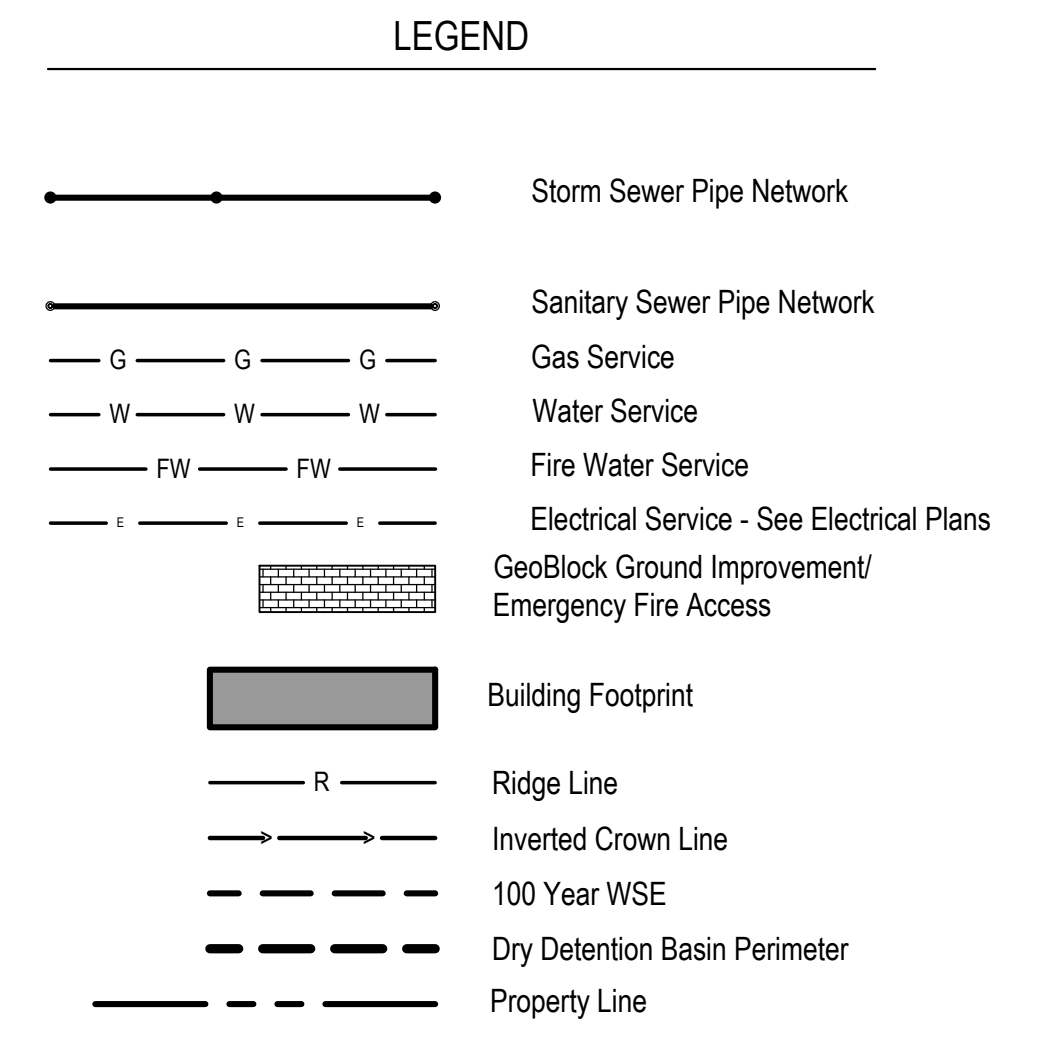 LEGEND
Storm Sewer Pipe Network
Sanitary Sewer Pipe Network
G G G Gas Service
W W W Water Service
FW FW Fire Water Service
E E E Electrical Service - See Electrical Plans
GeoBlock Ground Improvement/
Emergency Fire Access
Building Footprint
R Ridge Line
Inverted Crown Line
100 Year WSE
Dry Detention Basin Perimeter
Property Line